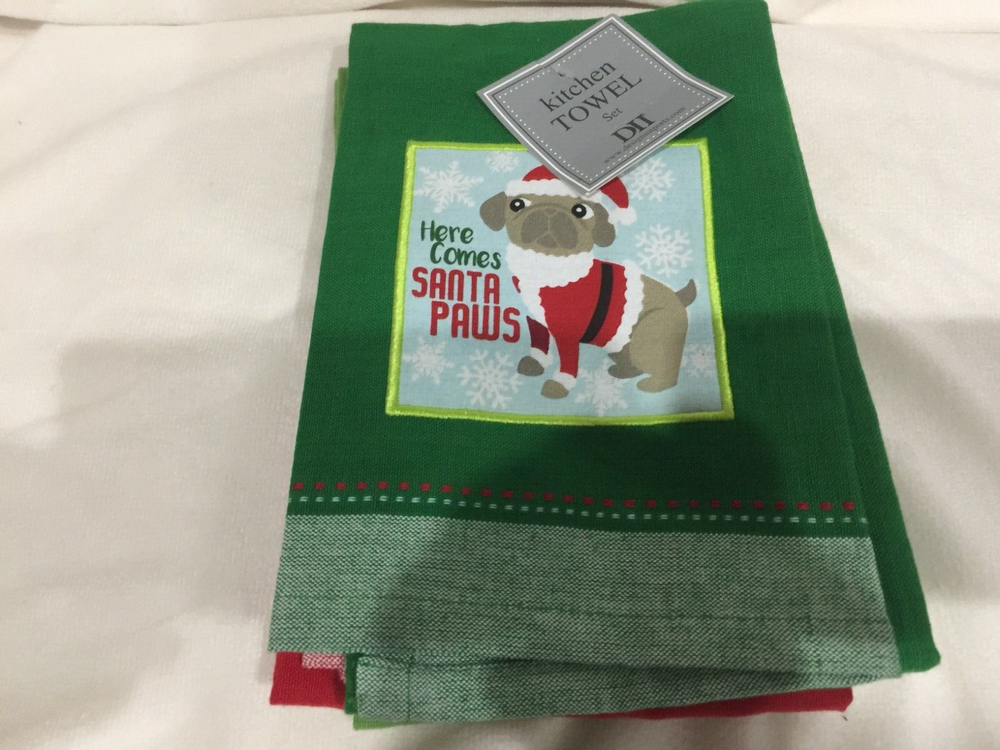 kitchen
TOWEL
Set
DII
Here
Comes
SANTA
PAWS